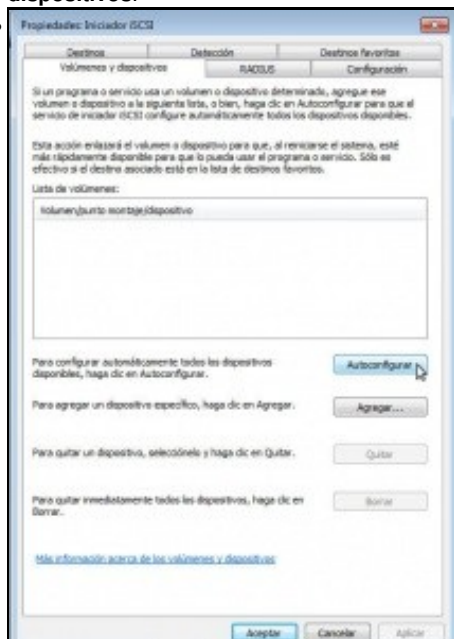 dispositivos.
Propiedades: Iniciador iSCSI
Destinos Detección Destinos favoritos
Volúmenes y dispositivos RADIUS Configuración
Si un programa o servicio usa un volumen o dispositivo determinado, agregue ese
volumen o dispositivo a la siguiente lista, o bien, haga clic en Autoconfigurar para que el
servicio de iniciador iSCSI configure automáticamente todos los dispositivos disponibles.
Esta acción enlazará el volumen o dispositivo para que, al reiniciarse el sistema, esté
más rápidamente disponible para que lo pueda usar el programa o servicio. Sólo es
efectivo si el destino asociado está en la lista de destinos favoritos.
Lista de volúmenes:
Volumen/punto montaje/dispositivo
Para configurar automáticamente todos los dispositivos
disponibles, haga clic en Autoconfigurar.
Autoconfigurar
Para agregar un dispositivo específico, haga clic en Agregar.
Agregar...
Para quitar un dispositivo, selecciónelo y haga clic en Quitar.
Quitar
Para quitar inmediatamente todos los dispositivos, haga clic en
Borrar.
Borrar
Más información acerca de los volúmenes y dispositivos
Aceptar Cancelar Aplicar